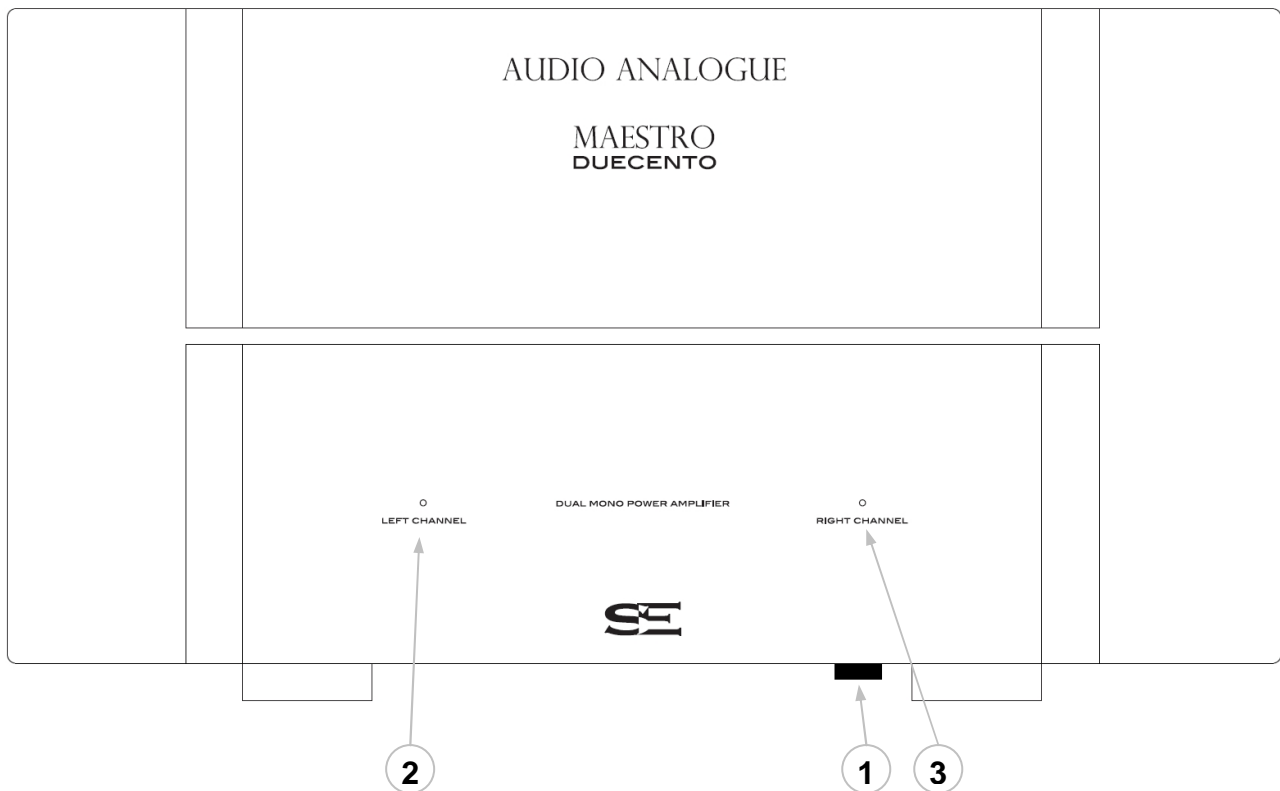 AUDIO ANALOGUE
MAESTRO
DUECENTO
DUAL MONO POWER AMPLIFIER
LEFT CHANNEL
RIGHT CHANNEL
SE
2
1
3